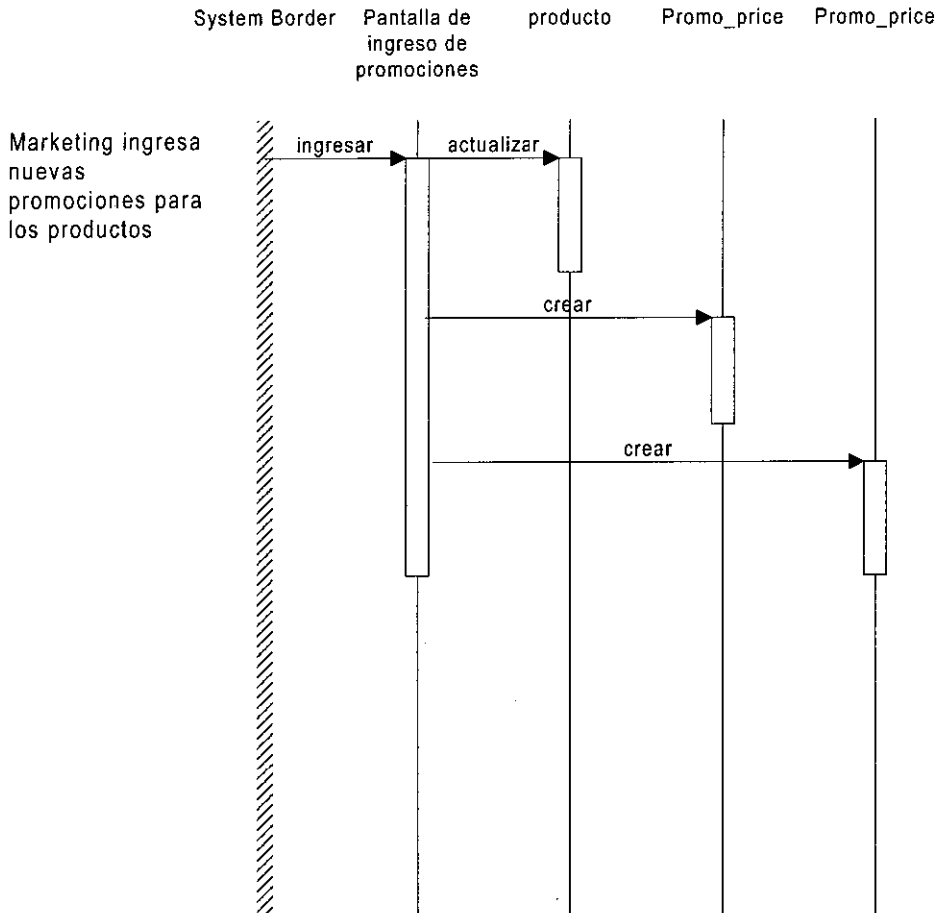 System Border
Pantalla de
ingreso de
promociones
producto
Promo_price
Promo_price
Marketing ingresa
nuevas
promociones para
los productos
ingresar
actualizar
crear
crear